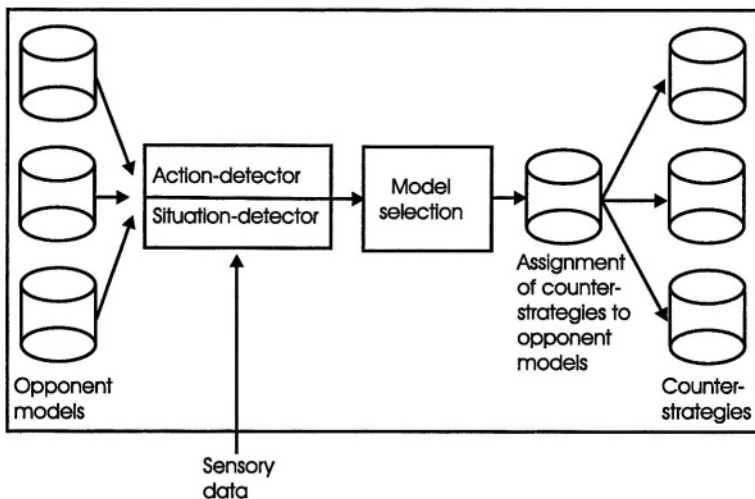 Action-detector
Situation-detector
Model
selection
Assignment
of counter-
strategies to
opponent
models
Opponent
models
Counter-
strategies
Sensory
data